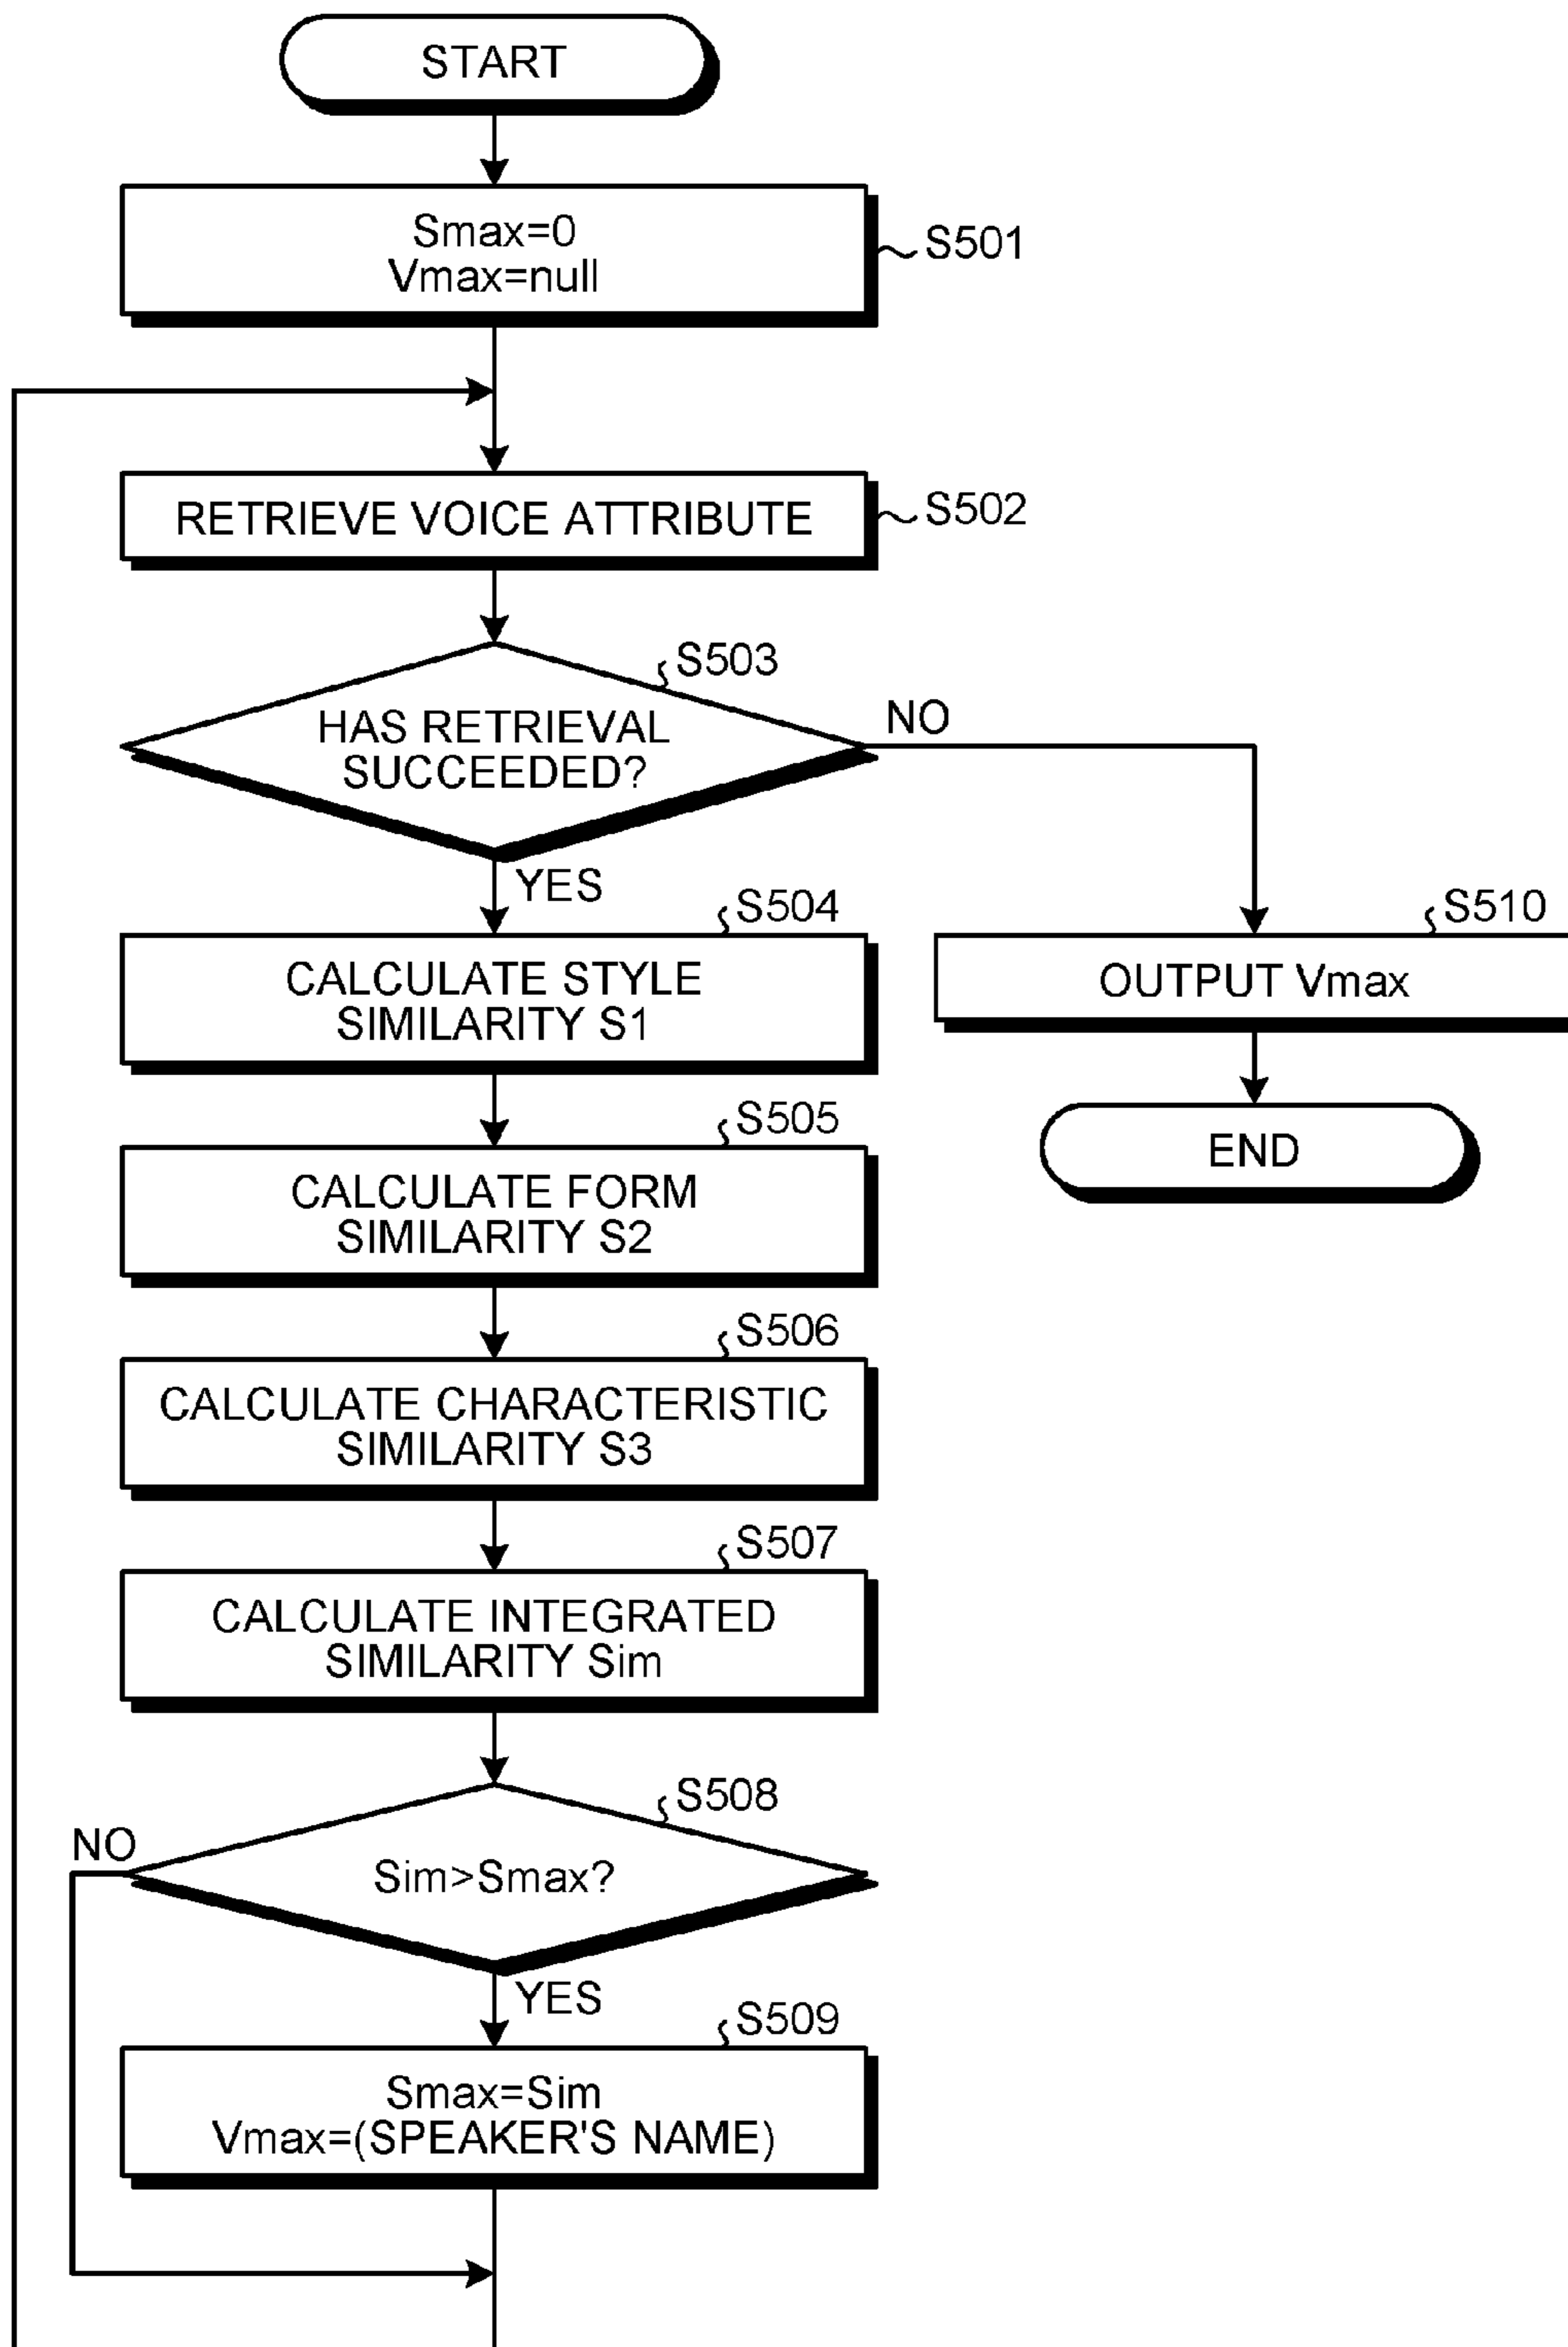 START
Smax=0
Vmax=null
S501
RETRIEVE VOICE ATTRIBUTE
S502
S503
HAS RETRIEVAL
SUCCEEDED?
NO
YES
S504
CALCULATE STYLE
SIMILARITY S1
S510
OUTPUT Vmax
END
S505
CALCULATE FORM
SIMILARITY S2
S506
CALCULATE CHARACTERISTIC
SIMILARITY S3
S507
CALCULATE INTEGRATED
SIMILARITY Sim
S508
NO
Sim>Smax?
YES
S509
Smax=Sim
Vmax=(SPEAKER'S NAME)